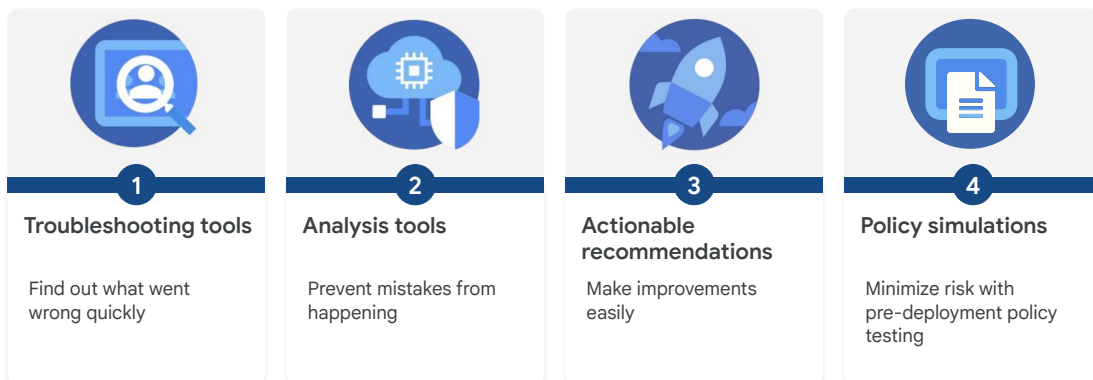 1
Troubleshooting tools
Find out what went
wrong quickly
2
Analysis tools
Prevent mistakes from
happening
3
Actionable
recommendations
Make improvements
easily
4
Policy simulations
Minimize risk with
pre-deployment policy
testing